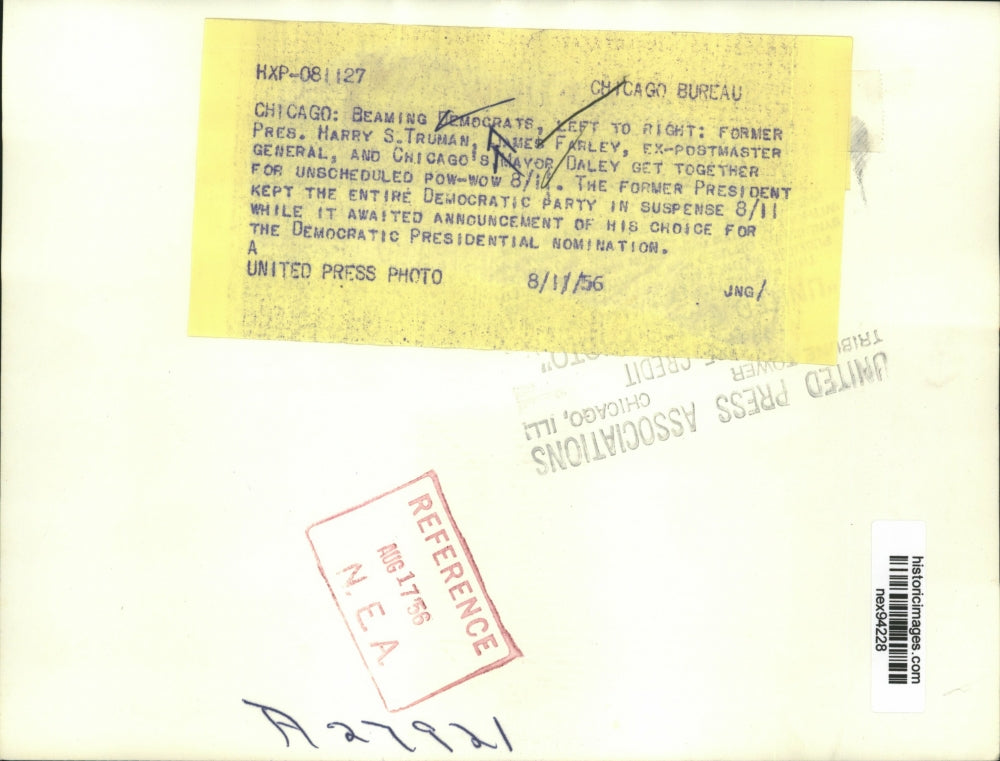 HXP-081127 CHICAGO BUREAU
CHICAGO: BEAMING DEMOCRATS, LEFT TO RIGHT: FORMER
PRES. HARRY S. TRUMAN, JAMES FARLEY, EX-POSTMASTER
GENERAL, AND CHICAGO'S MAYOR DALEY GET TOGETHER
FOR UNSCHEDULED POW-WOW 8/11. THE FORMER PRESIDENT
KEPT THE ENTIRE DEMOCRATIC PARTY IN SUSPENSE 8/11
WHILE IT AWAITED ANNOUNCEMENT OF HIS CHOICE FOR
THE DEMOCRATIC PRESIDENTIAL NOMINATION.
A
UNITED PRESS PHOTO 8/11/56 JNG/
UNITED PRESS ASSOCIATIONS
TOWER
CHICAGO, ILL
CREDIT
REFERENCE
AUG 17 '56
N. E. A.
historicimages.com
nex94228
A 27921